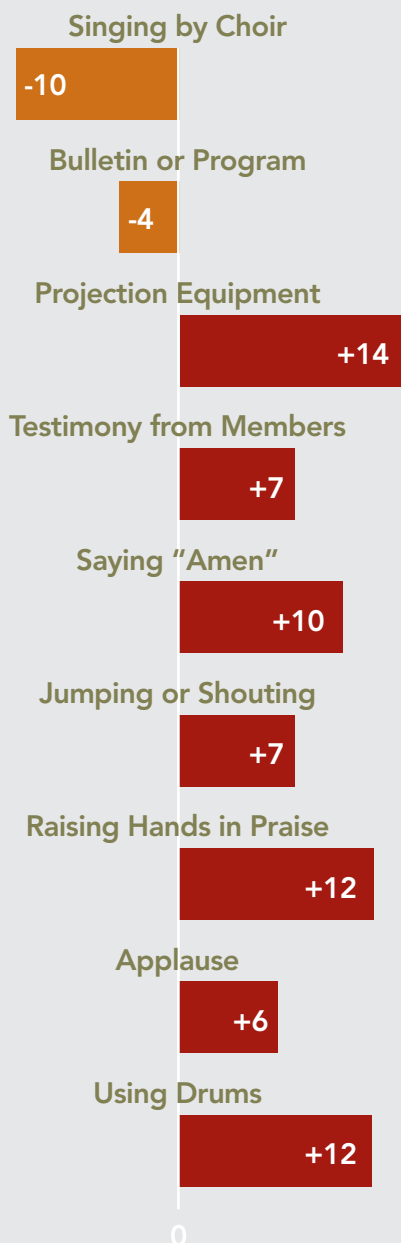 Singing by Choir
-10
Bulletin or Program
-4
Projection Equipment
+14
Testimony from Members
+7
Saying “Amen”
+10
Jumping or Shouting
+7
Raising Hands in Praise
+12
Applause
+6
Using Drums
+12
0